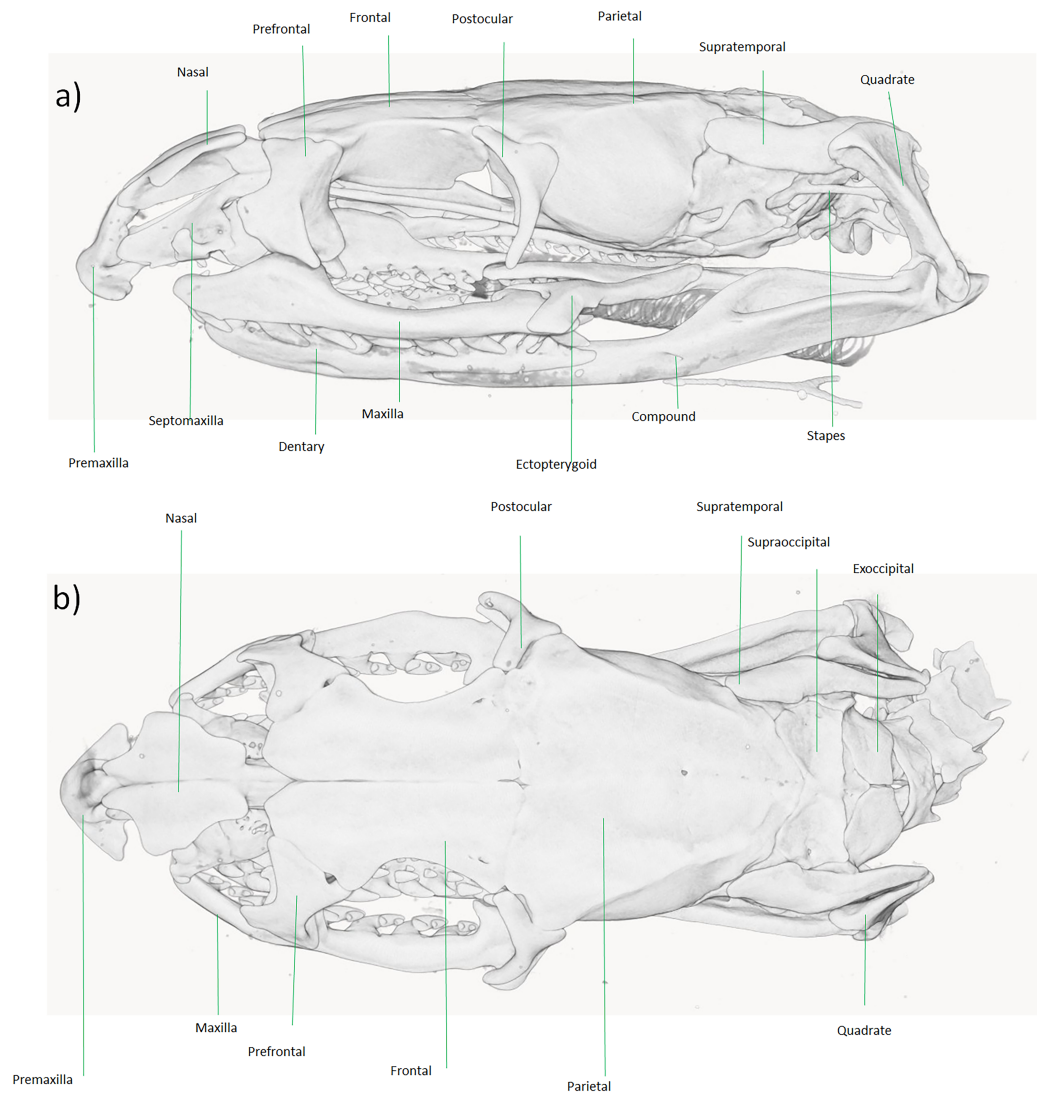 Postocular
Parietal
Frontal
Prefrontal
Supratemporal
Nasal
Quadrate
a)
Septomaxilla
Maxilla
Compound
Stapes
Dentary
Premaxilla
Ectopterygoid
Postocular
Supratemporal
Nasal
Supraoccipital
Exoccipital
b)
Maxilla
Quadrate
Prefrontal
Frontal
Premaxilla
Parietal